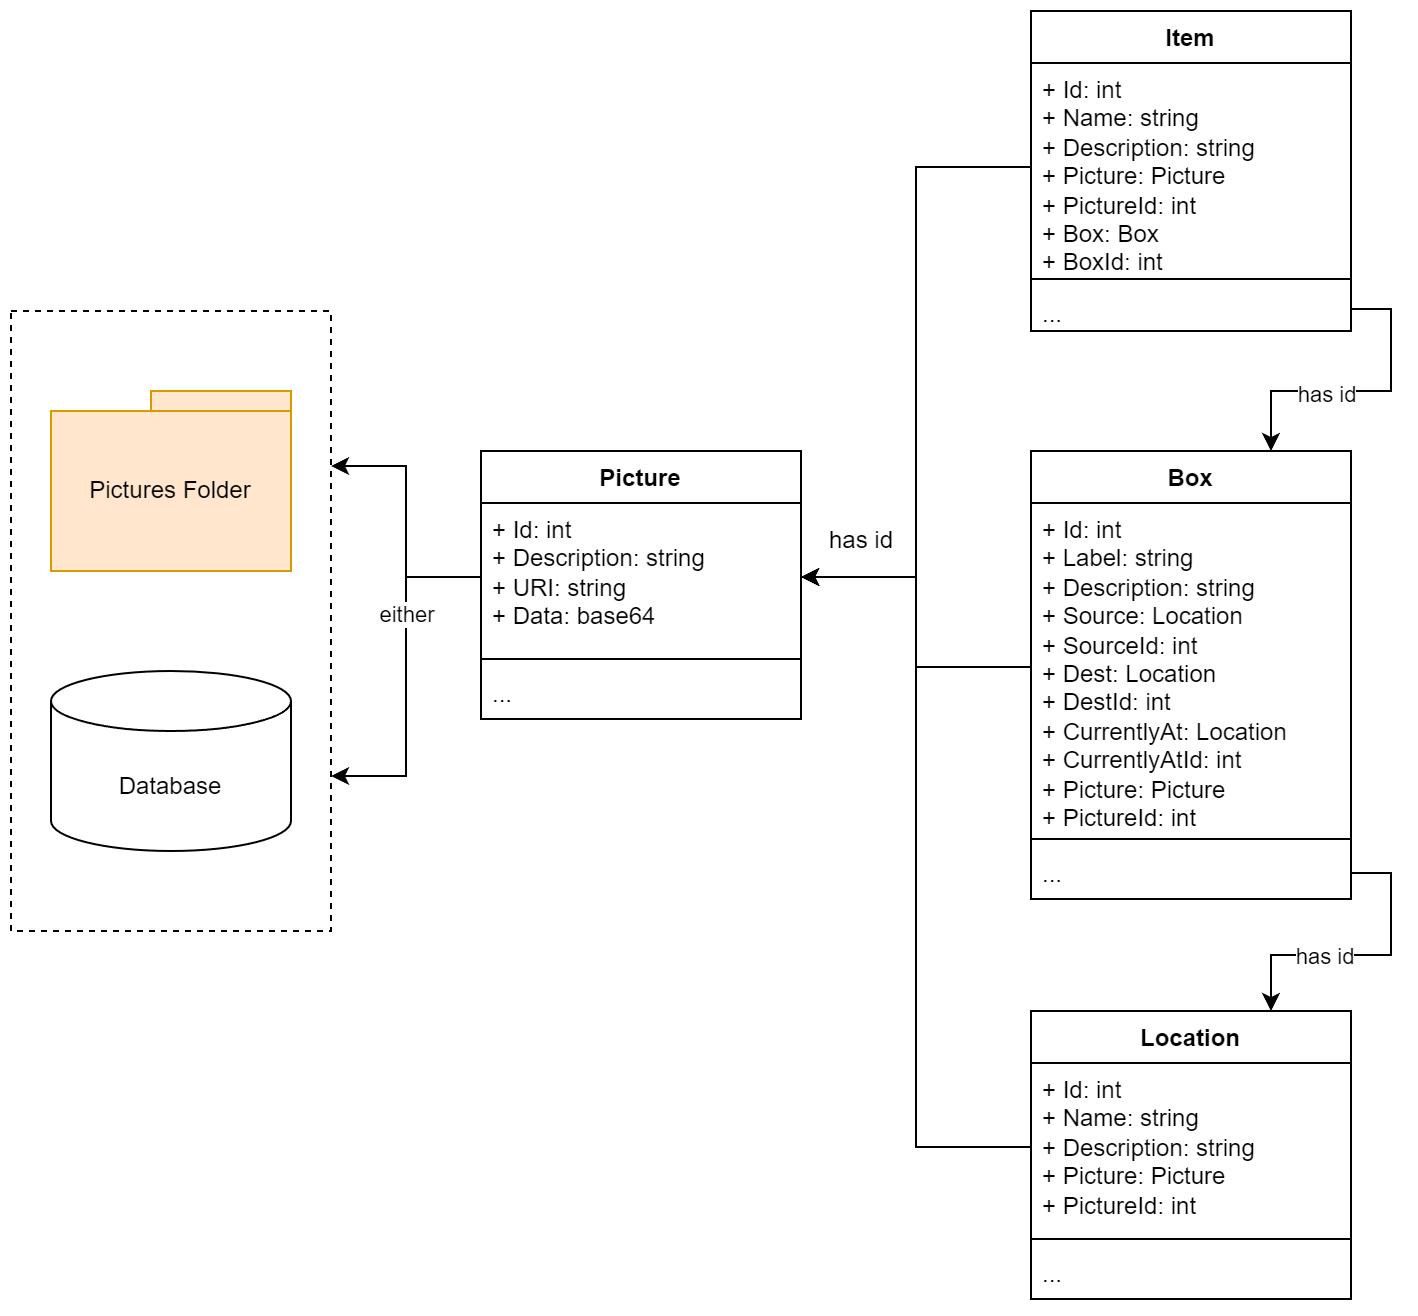 Item
+ Id: int
+ Name: string
+ Description: string
+ Picture: Picture
+ PictureId: int
+ Box: Box
+ BoxId: int
...
has id
Pictures Folder
Database
either
Picture
+ Id: int
+ Description: string
+ URI: string
+ Data: base64
...
has id
Box
+ Id: int
+ Label: string
+ Description: string
+ Source: Location
+ SourceId: int
+ Dest: Location
+ DestId: int
+ CurrentlyAt: Location
+ CurrentlyAtId: int
+ Picture: Picture
+ PictureId: int
...
has id
Location
+ Id: int
+ Name: string
+ Description: string
+ Picture: Picture
+ PictureId: int
...